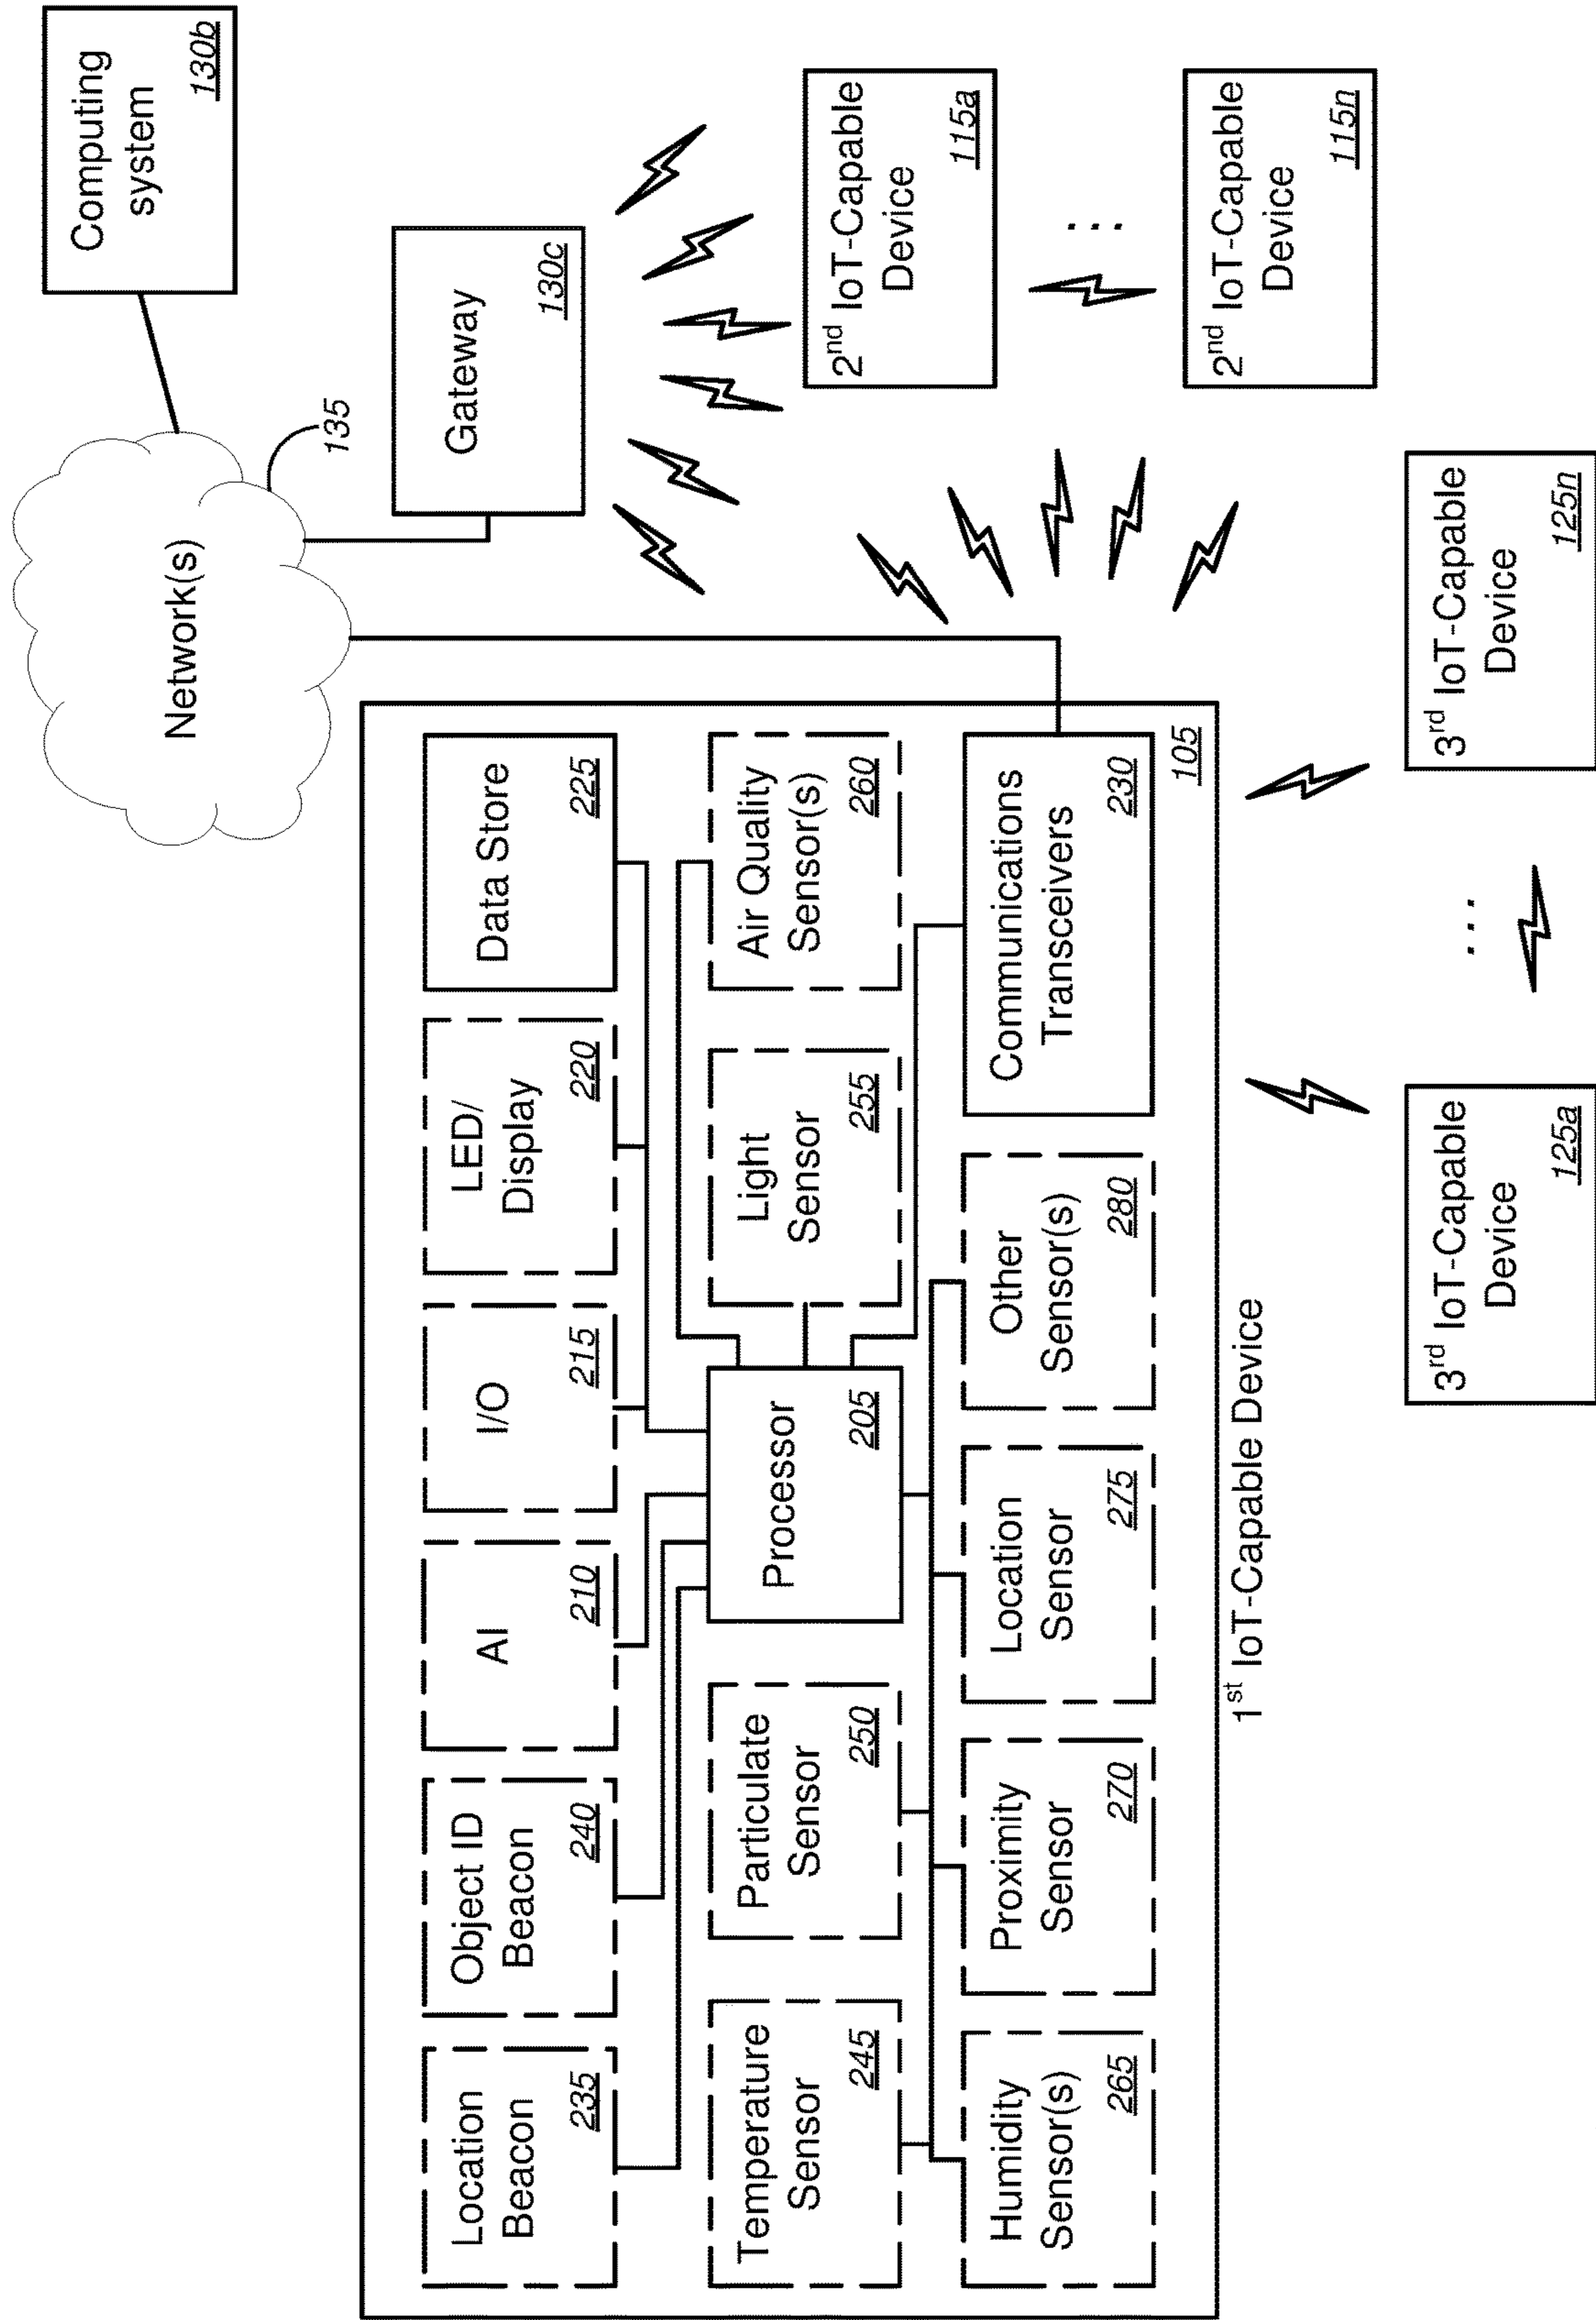 Location
Beacon
235
Object ID
Beacon
240
AI
210
I/O
215
LED/
Display
220
Data Store
225
Temperature
Sensor
245
Particulate
Sensor
250
Processor
205
Light
Sensor
255
Air Quality
Sensor(s)
260
Humidity
Sensor(s)
265
Proximity
Sensor
270
Location
Sensor
275
Other
Sensor(s)
280
Communications
Transceivers
230
105
1st IoT-Capable Device
Network(s)
135
Computing
system
130b
Gateway
130c
2nd IoT-Capable
Device
115a
...
2nd IoT-Capable
Device
115n
3rd IoT-Capable
Device
125a
...
3rd IoT-Capable
Device
125n